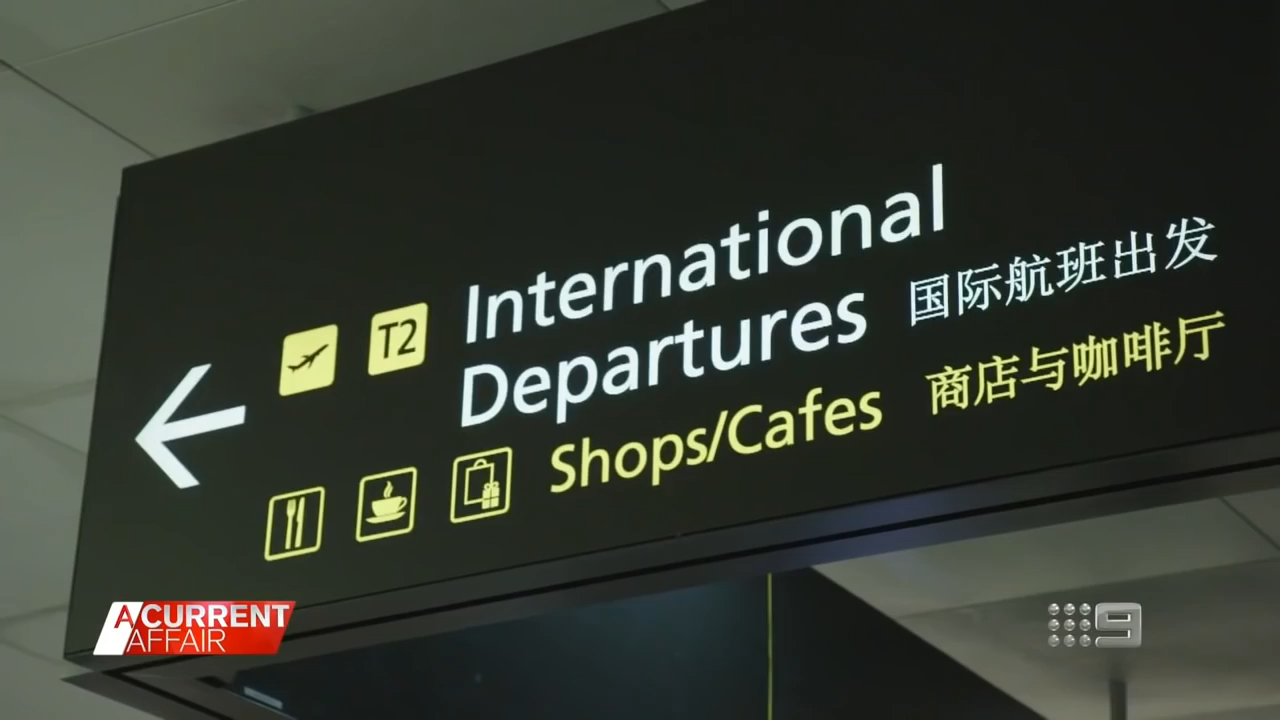 T2
International
Departures 国际航班出发
Shops/Cafes 商店与咖啡厅
A CURRENT
AFFAIR
9